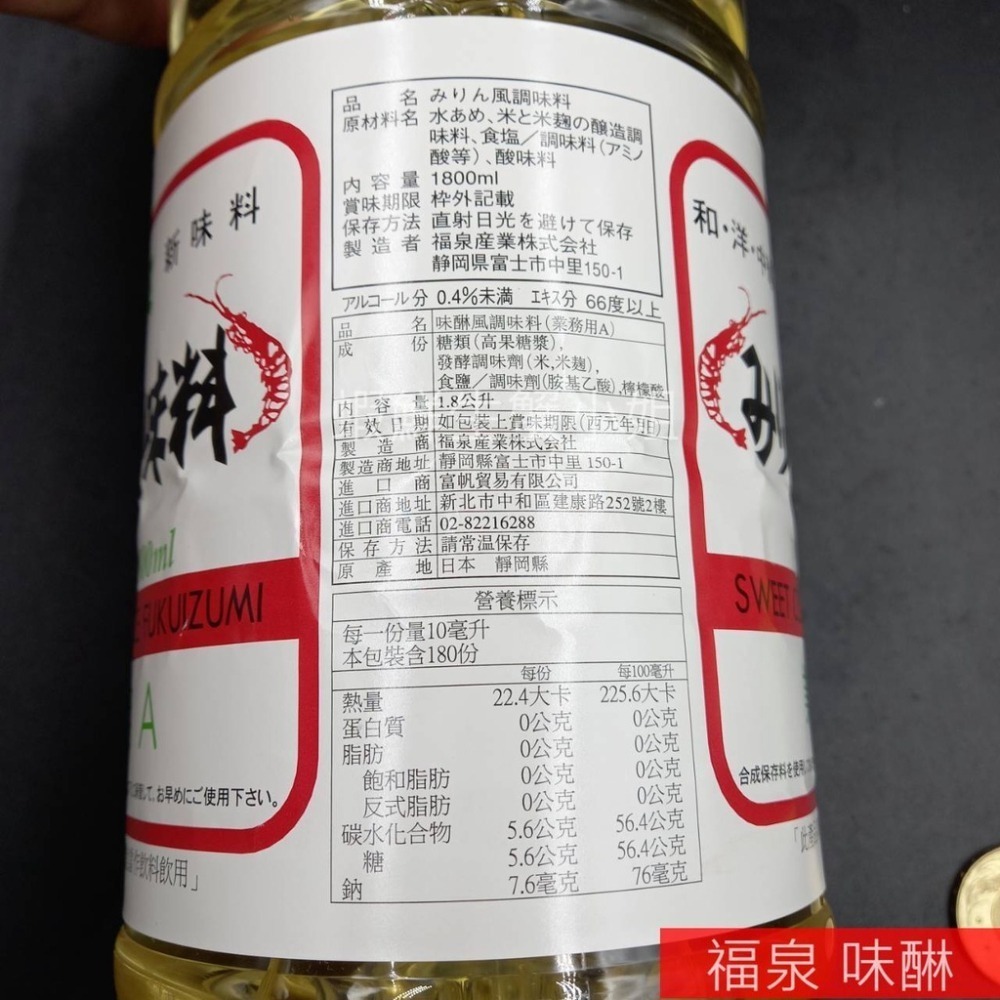 品名 みりん風調味料
原材料名 水あめ、米と米麹の醸造調
味料、食塩／調味料（アミノ
酸等）、酸味料
内容量 1800ml
賞味期限 枠外記載
保存方法 直射日光を避けて保存
製造者 福泉産業株式会社
静岡県富士市中里150-1
アルコール分 0.4%未満 エキス分 66度以上
品名 味醂風調味料(業務用A)
成份 糖類(高果糖漿),
發酵調味劑(米,米麴),
食鹽／調味劑(胺基乙酸),檸檬酸
內容量 1.8公升
有效日期 如包裝上賞味期限(西元年月日)
製造商 福泉産業株式会社
製造商地址 靜岡縣富士市中里 150-1
進口商 富帆貿易有限公司
進口商地址 新北市中和區建康路252號2樓
進口商電話 02-82216288
保存方法 請常温保存
原產地 日本 靜岡縣
營養標示
每一份量10毫升
本包裝含180份
每份 每100毫升
熱量 22.4大卡 225.6大卡
蛋白質 0公克 0公克
脂肪 0公克 0公克
飽和脂肪 0公克 0公克
反式脂肪 0公克 0公克
碳水化合物 5.6公克 56.4公克
糖 5.6公克 56.4公克
鈉 7.6毫克 76毫克
新味料
味料
00ml
FUKUIZUMI
A
して、お早めにご使用下さい。
作飲料飲用」
和・洋・中
みり
SWEET
合成保存料を使用
「此產
福泉 味醂